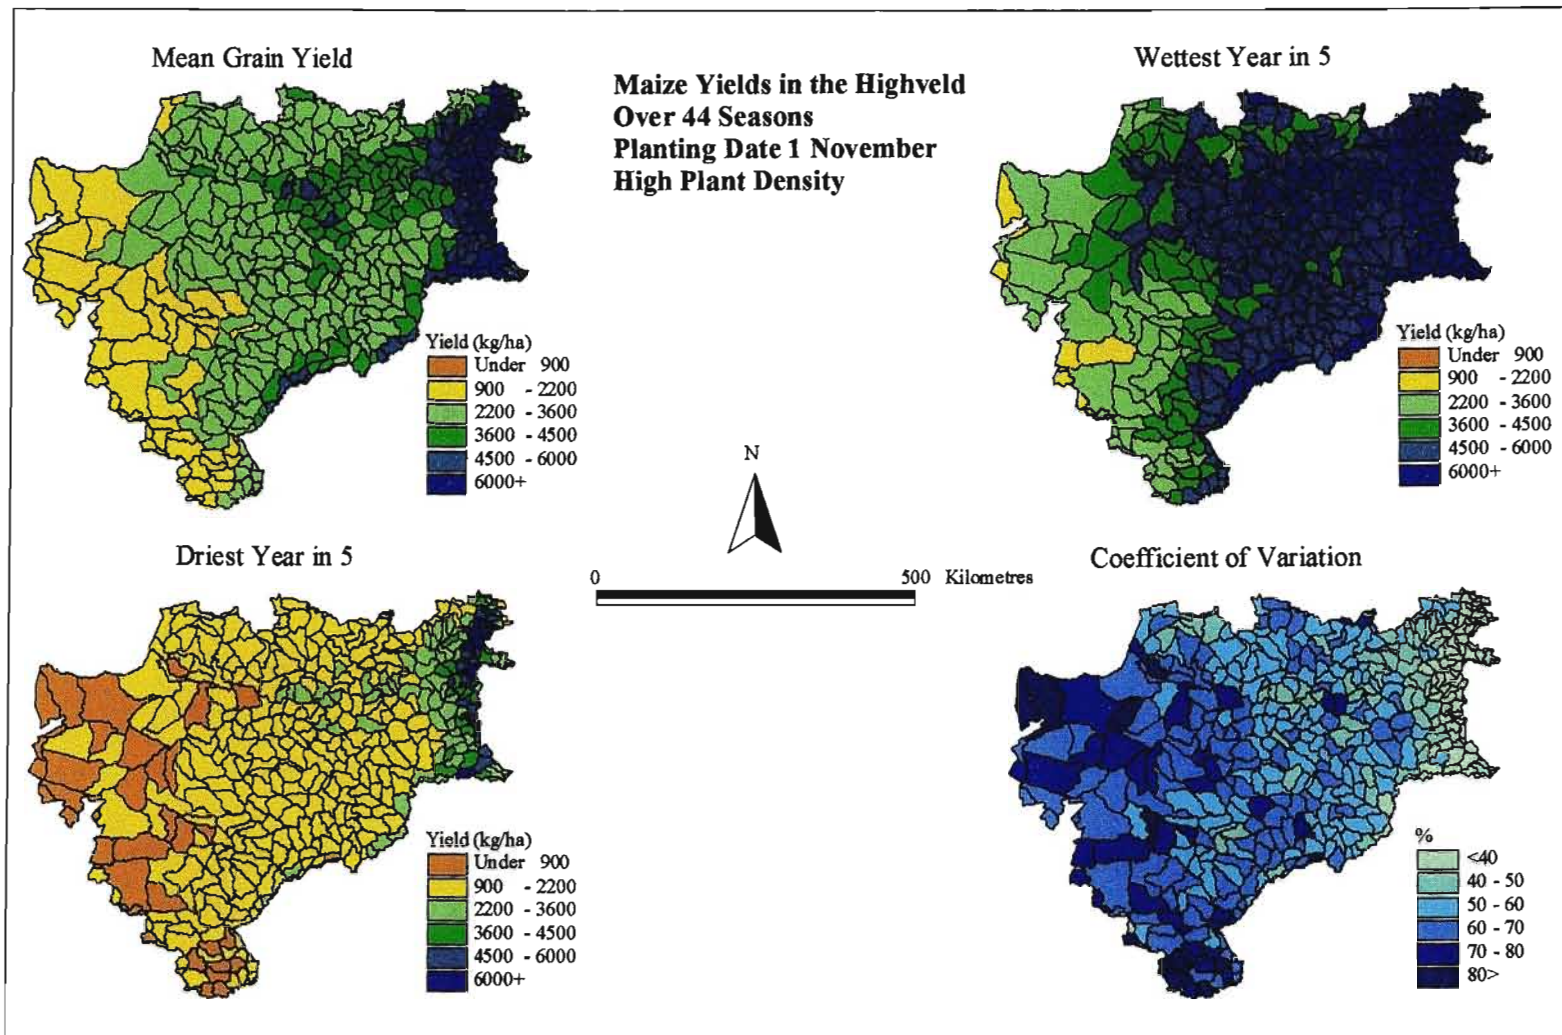 Mean Grain Yield
Maize Yields in the Highveld
Over 44 Seasons
Planting Date 1 November
High Plant Density
Wettest Year in 5
Yield (kg/ha)
Under 900
900 - 2200
2200 - 3600
3600 - 4500
4500 - 6000
6000+
Yield (kg/ha)
Under 900
900 - 2200
2200 - 3600
3600 - 4500
4500 - 6000
6000+
N
0 500 Kilometres
Driest Year in 5
Coefficient of Variation
Yield (kg/ha)
Under 900
900 - 2200
2200 - 3600
3600 - 4500
4500 - 6000
6000+
%
<40
40 - 50
50 - 60
60 - 70
70 - 80
80>